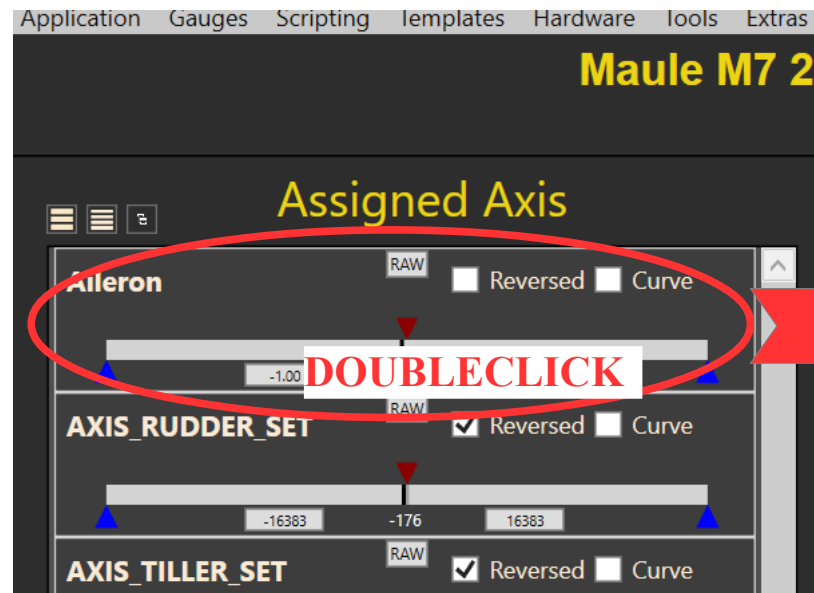 Application Gauges Scripting Templates Hardware Tools Extras
Maule M7 2
Assigned Axis
RAW
Aileron Reversed Curve
-1.00 DOUBLECLICK
RAW
AXIS_RUDDER_SET Reversed Curve
-16383 -176 16383
RAW
AXIS_TILLER_SET Reversed Curve